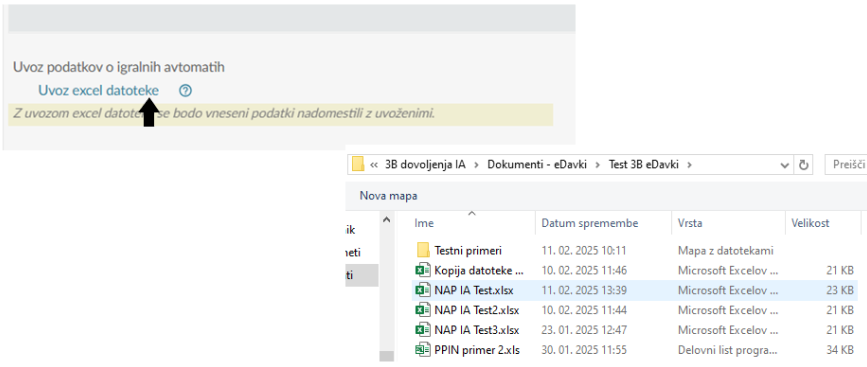 Uvoz podatkov o igralnih avtomatih
Uvoz excel datoteke ?
Z uvozom excel datoteke se bodo vneseni podatki nadomestili z uvoženimi.
« 3B dovoljenja IA > Dokumenti - eDavki > Test 3B eDavki > Preišči
Nova mapa
Ime Datum spremembe Vrsta Velikost
Testni primeri 11. 02. 2025 10:11 Mapa z datotekami
Kopija datoteke ... 10. 02. 2025 11:46 Microsoft Excelov ... 21 KB
NAP IA Test.xlsx 11. 02. 2025 13:39 Microsoft Excelov ... 23 KB
NAP IA Test2.xlsx 10. 02. 2025 11:44 Microsoft Excelov ... 21 KB
NAP IA Test3.xlsx 23. 01. 2025 12:47 Microsoft Excelov ... 21 KB
PPIN primer 2.xls 30. 01. 2025 11:55 Delovni list progra... 34 KB